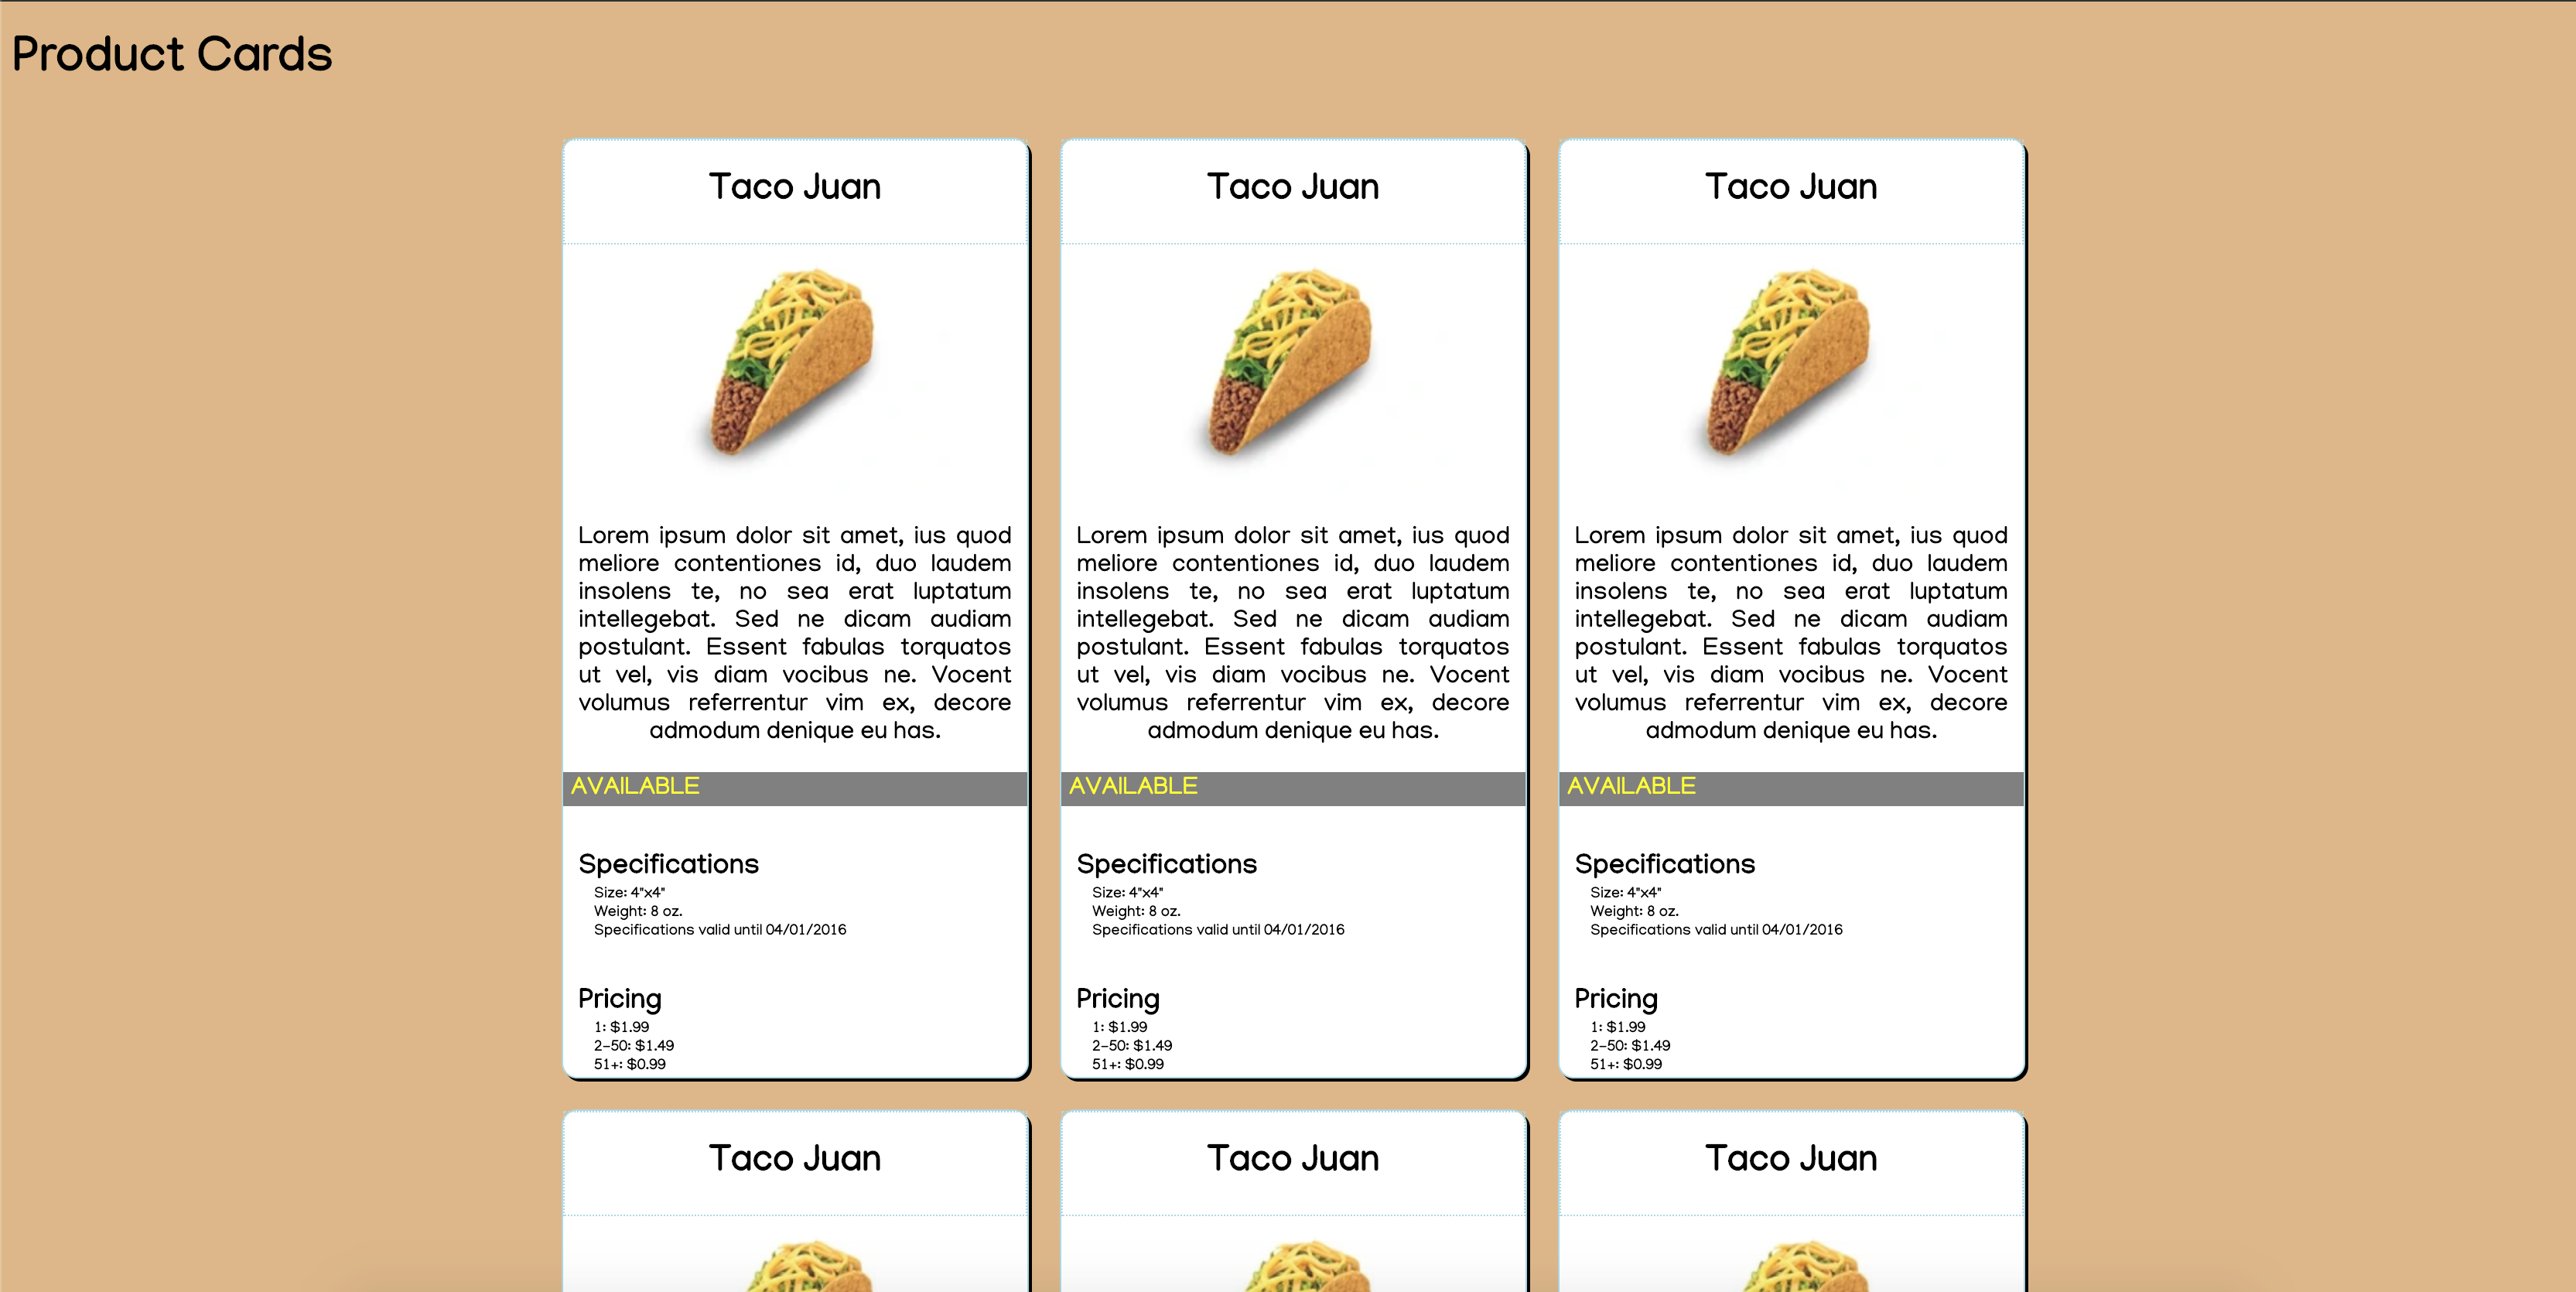 Product Cards
Taco Juan
Lorem ipsum dolor sit amet, ius quod
meliore contentiones id, duo laudem
insolens te, no sea erat luptatum
intellegebat. Sed ne dicam audiam
postulant. Essent fabulas torquatos
ut vel, vis diam vocibus ne. Vocent
volumus referrentur vim ex, decore
admodum denique eu has.
AVAILABLE
Specifications
Size: 4"x4"
Weight: 8 oz.
Specifications valid until 04/01/2016
Pricing
1: $1.99
2-50: $1.49
51+: $0.99
Taco Juan
Lorem ipsum dolor sit amet, ius quod
meliore contentiones id, duo laudem
insolens te, no sea erat luptatum
intellegebat. Sed ne dicam audiam
postulant. Essent fabulas torquatos
ut vel, vis diam vocibus ne. Vocent
volumus referrentur vim ex, decore
admodum denique eu has.
AVAILABLE
Specifications
Size: 4"x4"
Weight: 8 oz.
Specifications valid until 04/01/2016
Pricing
1: $1.99
2-50: $1.49
51+: $0.99
Taco Juan
Lorem ipsum dolor sit amet, ius quod
meliore contentiones id, duo laudem
insolens te, no sea erat luptatum
intellegebat. Sed ne dicam audiam
postulant. Essent fabulas torquatos
ut vel, vis diam vocibus ne. Vocent
volumus referrentur vim ex, decore
admodum denique eu has.
AVAILABLE
Specifications
Size: 4"x4"
Weight: 8 oz.
Specifications valid until 04/01/2016
Pricing
1: $1.99
2-50: $1.49
51+: $0.99
Taco Juan
Taco Juan
Taco Juan